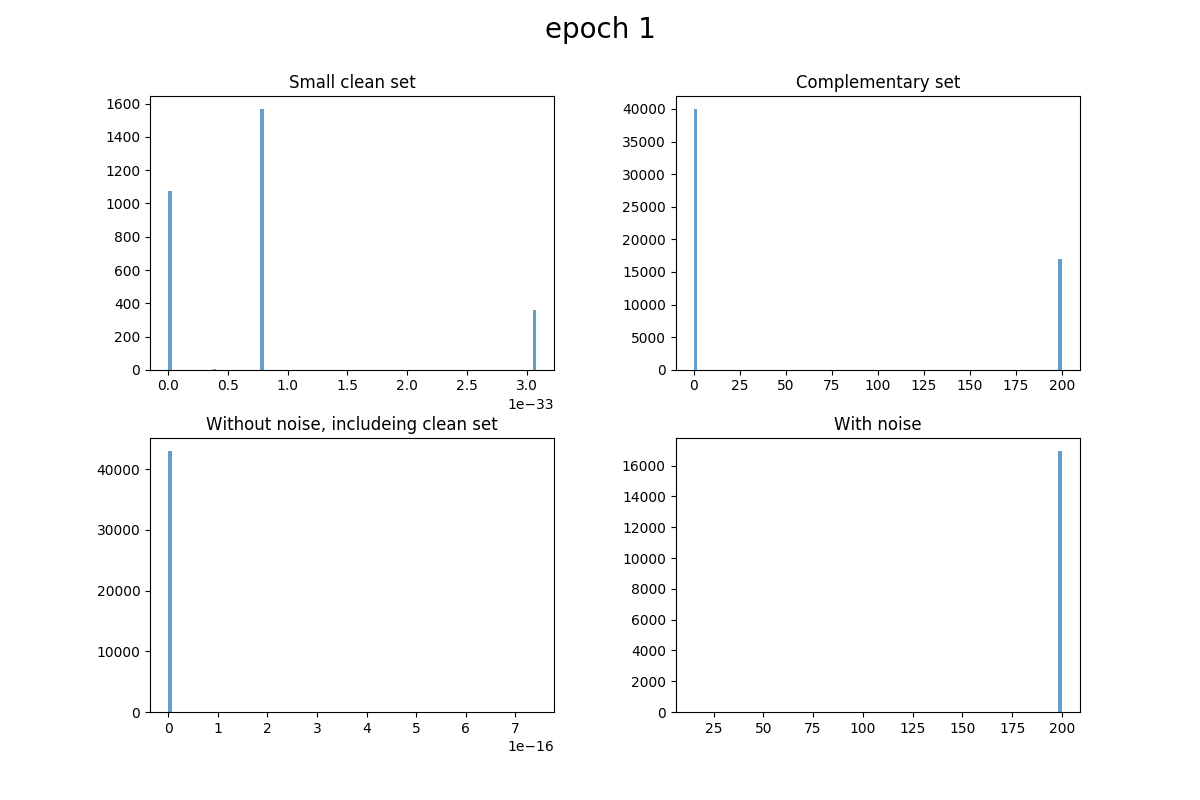 epoch 1
Small clean set
1600
1400
1200
1000
800
600
400
200
0
0.0 0.5 1.0 1.5 2.0 2.5 3.0
1e−33
Complementary set
40000
35000
30000
25000
20000
15000
10000
5000
0
0 25 50 75 100 125 150 175 200
Without noise, includeing clean set
40000
30000
20000
10000
0
0 1 2 3 4 5 6 7
1e−16
With noise
16000
14000
12000
10000
8000
6000
4000
2000
0
25 50 75 100 125 150 175 200